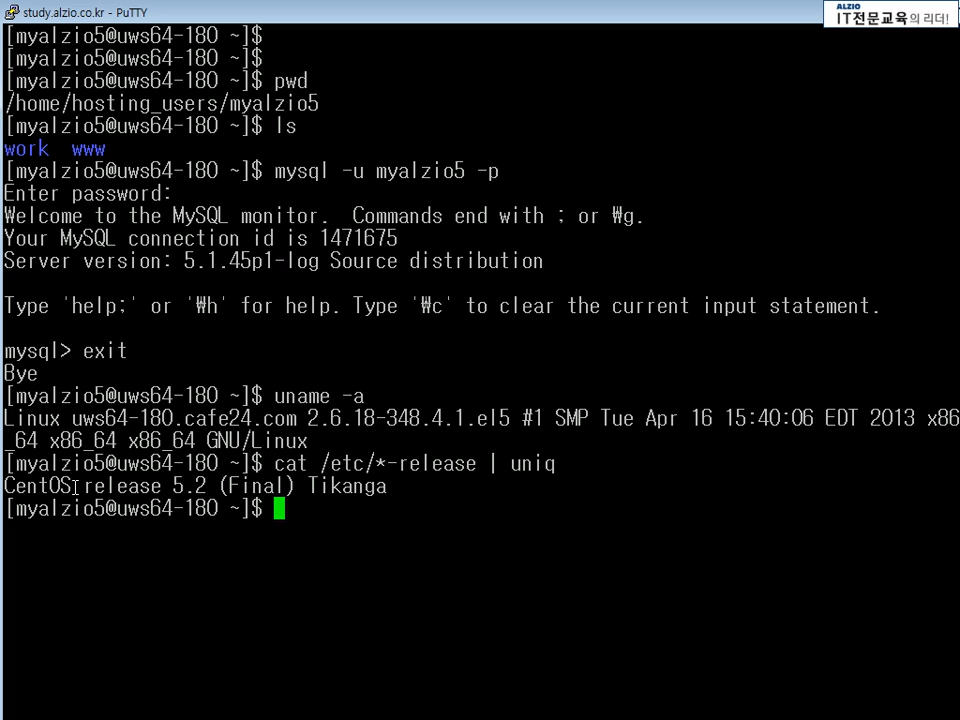 study.alzio.co.kr - PuTTY
ALZIO
IT전문교육의 리더!
[myalzio5@uws64-180 ~]$
[myalzio5@uws64-180 ~]$
[myalzio5@uws64-180 ~]$ pwd
/home/hosting_users/myalzio5
[myalzio5@uws64-180 ~]$ ls
work  www
[myalzio5@uws64-180 ~]$ mysql -u myalzio5 -p
Enter password:
Welcome to the MySQL monitor.  Commands end with ; or ₩g.
Your MySQL connection id is 1471675
Server version: 5.1.45p1-log Source distribution
Type 'help;' or '₩h' for help. Type '₩c' to clear the current input statement.
mysql> exit
Bye
[myalzio5@uws64-180 ~]$ uname -a
Linux uws64-180.cafe24.com 2.6.18-348.4.1.el5 #1 SMP Tue Apr 16 15:40:06 EDT 2013 x86
_64 x86_64 x86_64 GNU/Linux
[myalzio5@uws64-180 ~]$ cat /etc/*-release | uniq
CentOS release 5.2 (Final) Tikanga
[myalzio5@uws64-180 ~]$